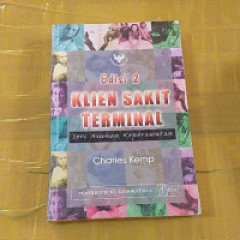 Edisi 2
KLIEN SAKIT
TERMINAL
Seri Asuhan Keperawatan
Charles Kemp